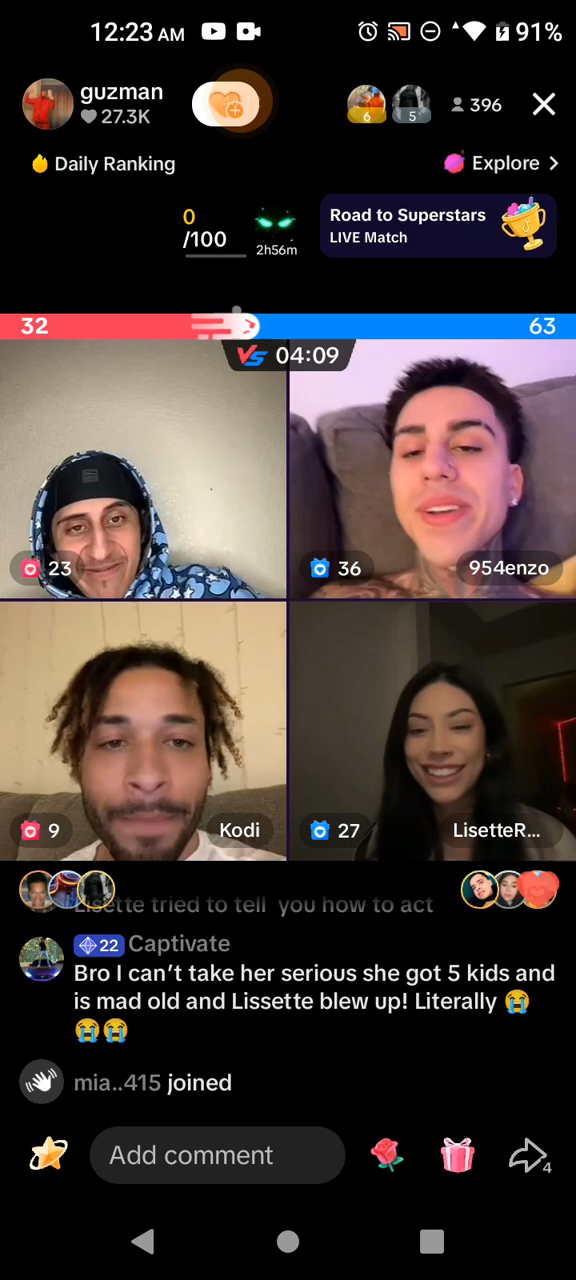 12:23 AM 91%
guzman
27.3K
6 5 396
Daily Ranking Explore >
0
/100
2h56m
Road to Superstars
LIVE Match
32 63
VS 04:09
23 36 954enzo
9 Kodi 27 LisetteR...
Lisette tried to tell you how to act
22 Captivate
Bro I can’t take her serious she got 5 kids and
is mad old and Lissette blew up! Literally 😭
😭😭
mia..415 joined
Add comment
4